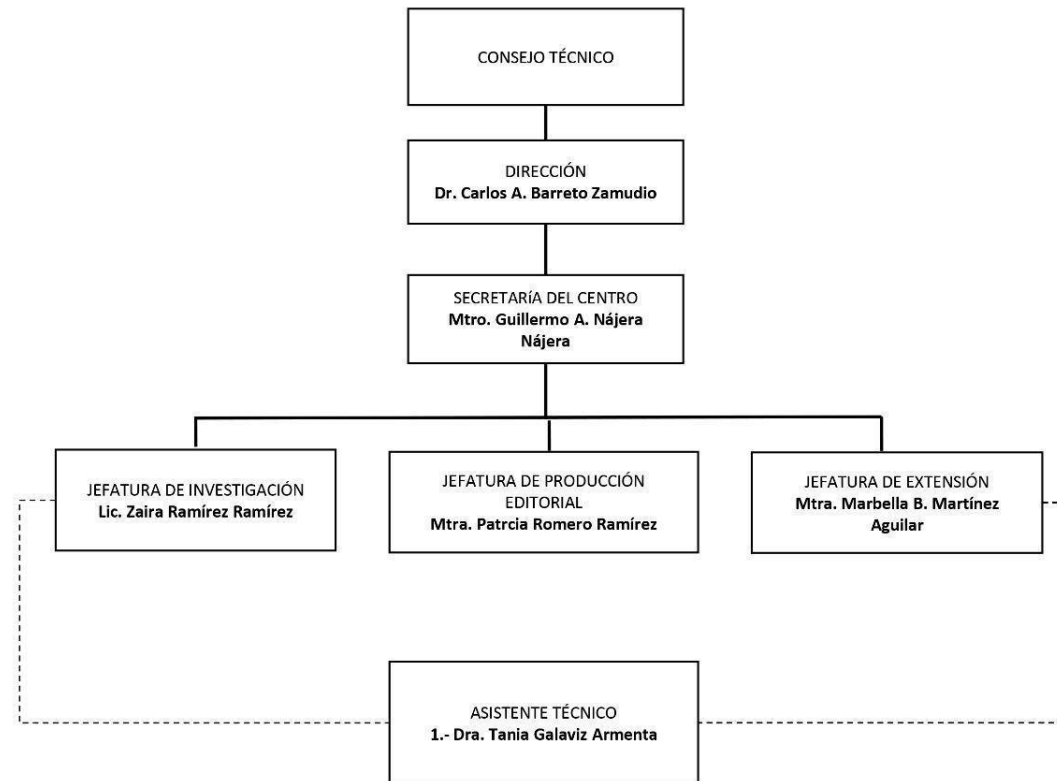 CONSEJO TÉCNICO
DIRECCIÓN
Dr. Carlos A. Barreto Zamudio
SECRETARíA DEL CENTRO
Mtro. Guillermo A. Nájera
Nájera
JEFATURA DE INVESTIGACIÓN
Lic. Zaira Ramírez Ramírez
JEFATURA DE PRODUCCIÓN
EDITORIAL
Mtra. Patrcia Romero Ramírez
JEFATURA DE EXTENSIÓN
Mtra. Marbella B. Martínez
Aguilar
ASISTENTE TÉCNICO
1.- Dra. Tania Galaviz Armenta